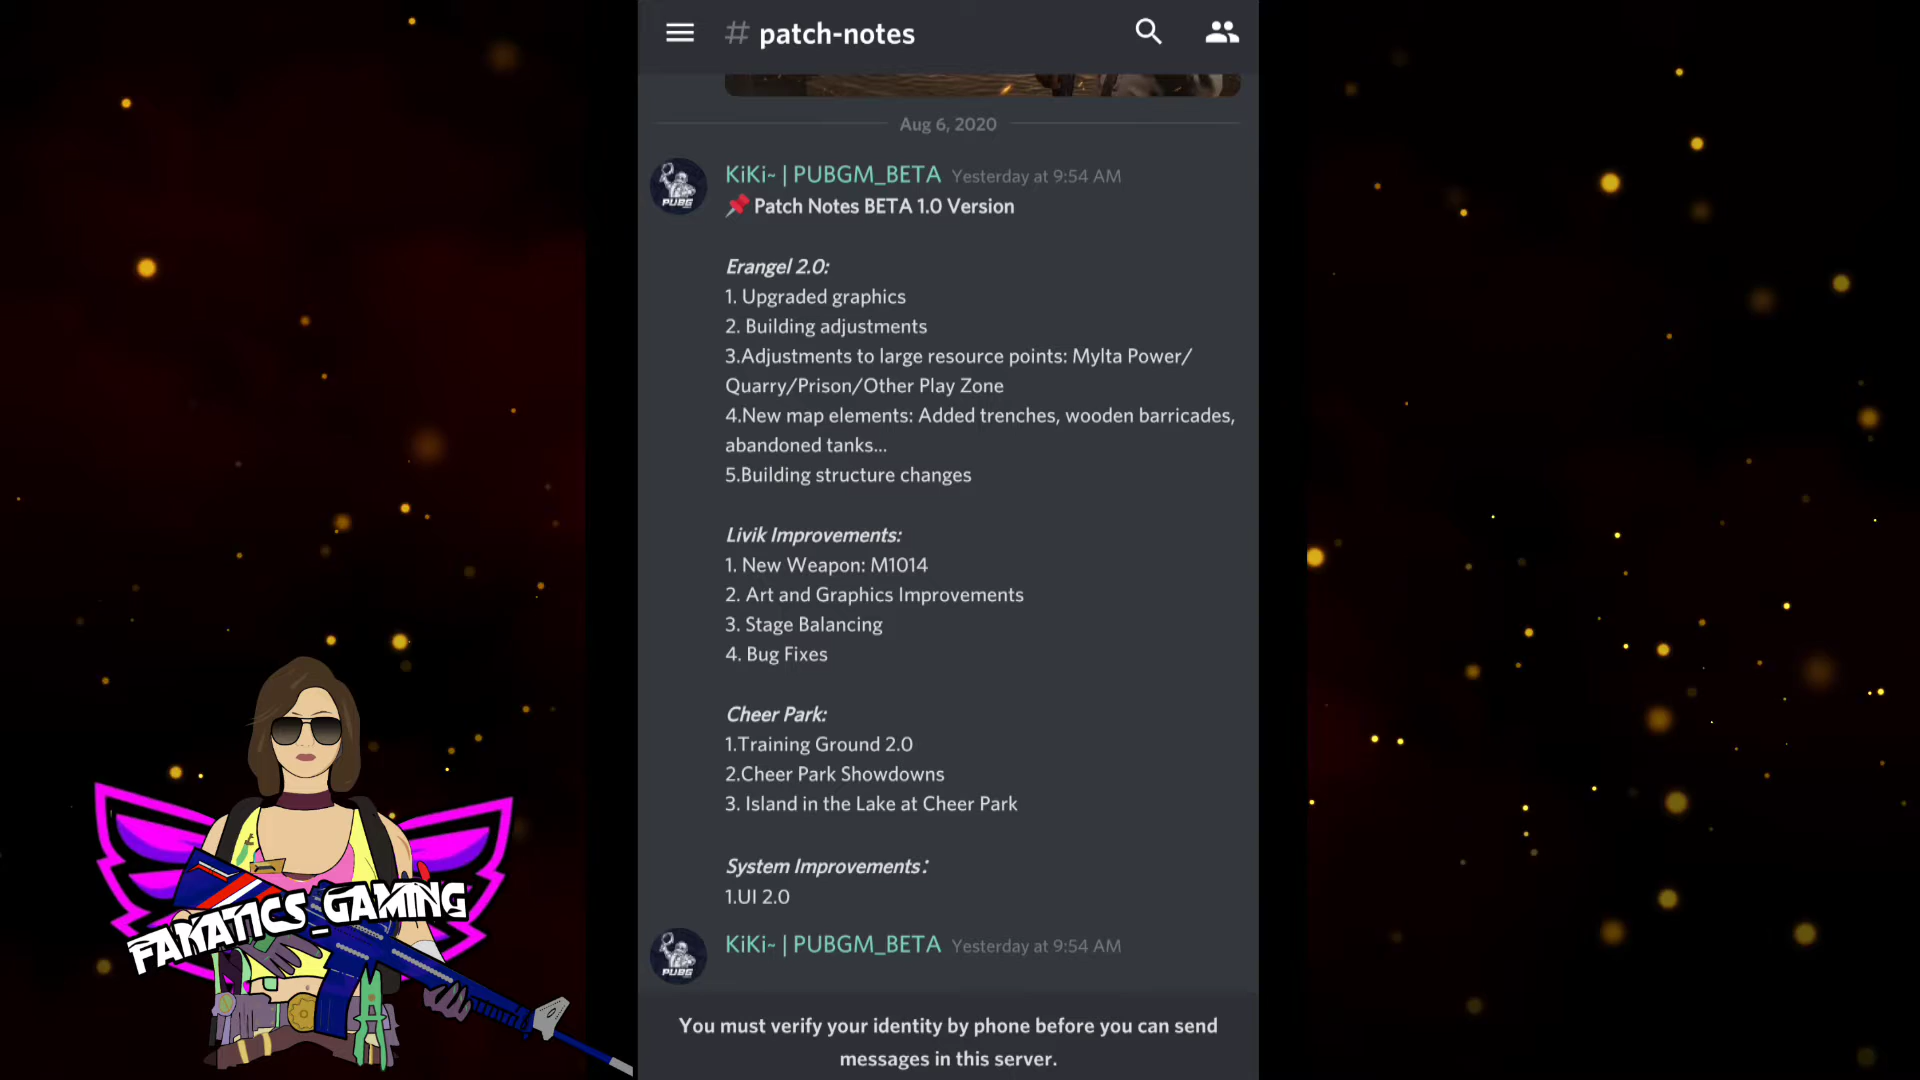 # patch-notes
Aug 6, 2020
KiKi~ | PUBGM_BETA Yesterday at 9:54 AM
📌 Patch Notes BETA 1.0 Version
Erangel 2.0:
1. Upgraded graphics
2. Building adjustments
3.Adjustments to large resource points: Mylta Power/
Quarry/Prison/Other Play Zone
4.New map elements: Added trenches, wooden barricades,
abandoned tanks...
5.Building structure changes
Livik Improvements:
1. New Weapon: M1014
2. Art and Graphics Improvements
3. Stage Balancing
4. Bug Fixes
Cheer Park:
1.Training Ground 2.0
2.Cheer Park Showdowns
3. Island in the Lake at Cheer Park
System Improvements：
1.UI 2.0
KiKi~ | PUBGM_BETA Yesterday at 9:54 AM
You must verify your identity by phone before you can send
messages in this server.
PUBG
PUBG
FANATICS_GAMING